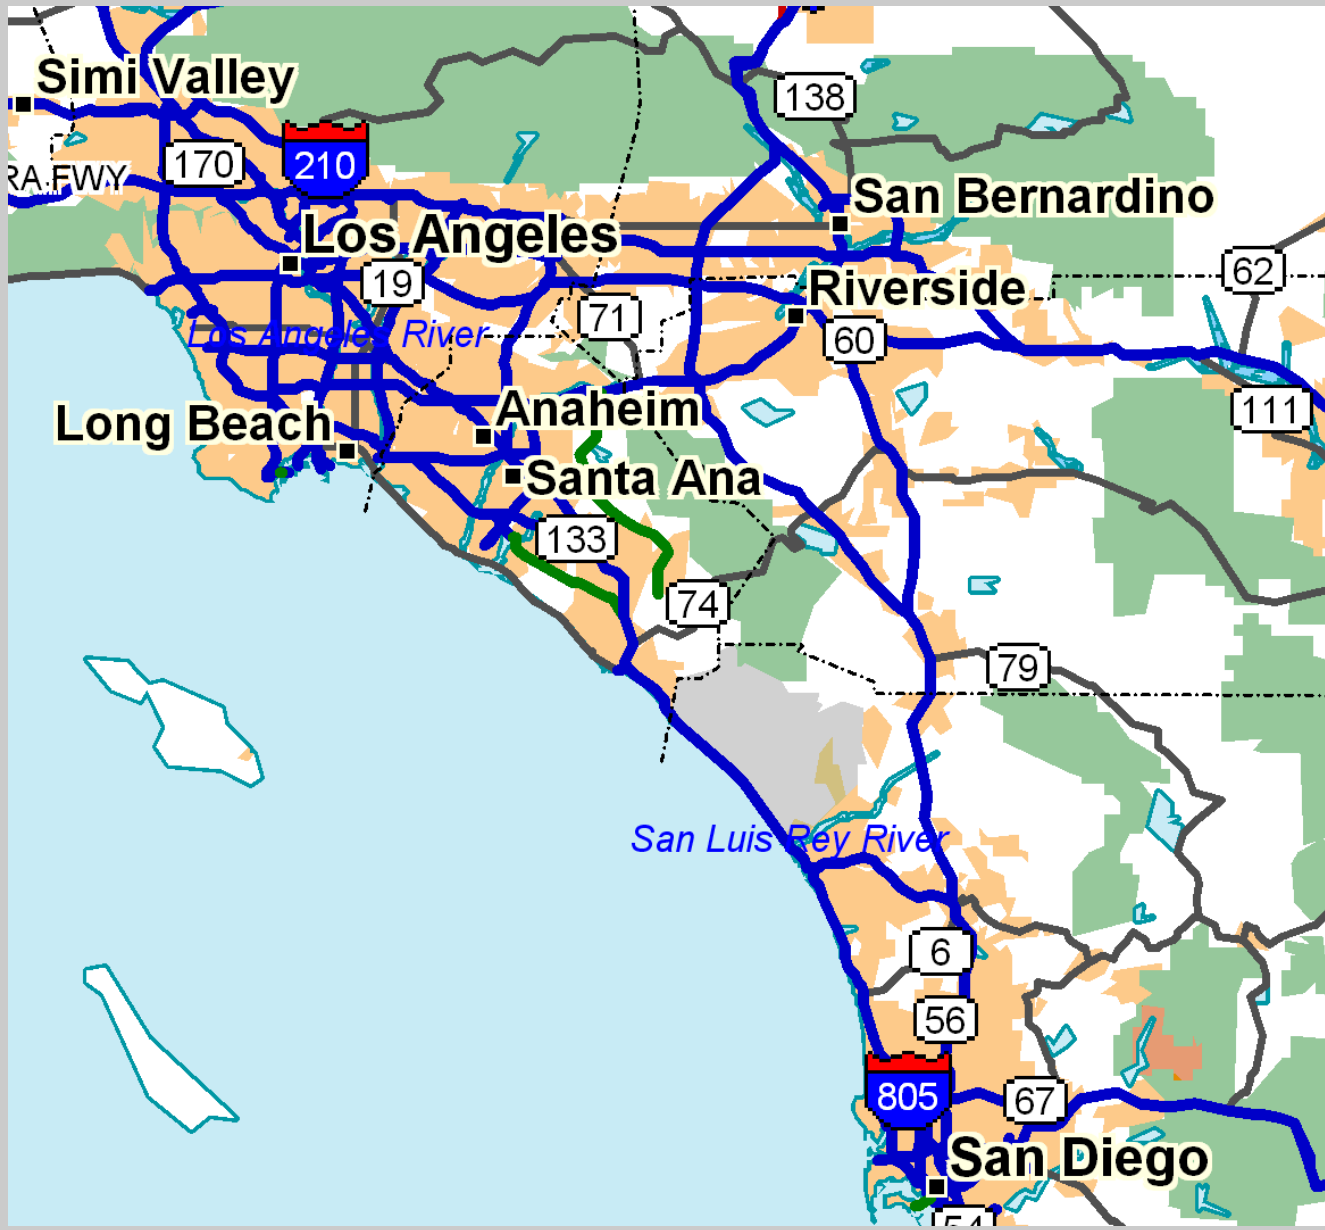 Simi Valley
138
170
210
RA FWY
San Bernardino
Los Angeles
62
19
Riverside
71
Los Angeles River
60
Anaheim
111
Long Beach
Santa Ana
133
74
79
San Luis Rey River
6
56
805
67
San Diego
54